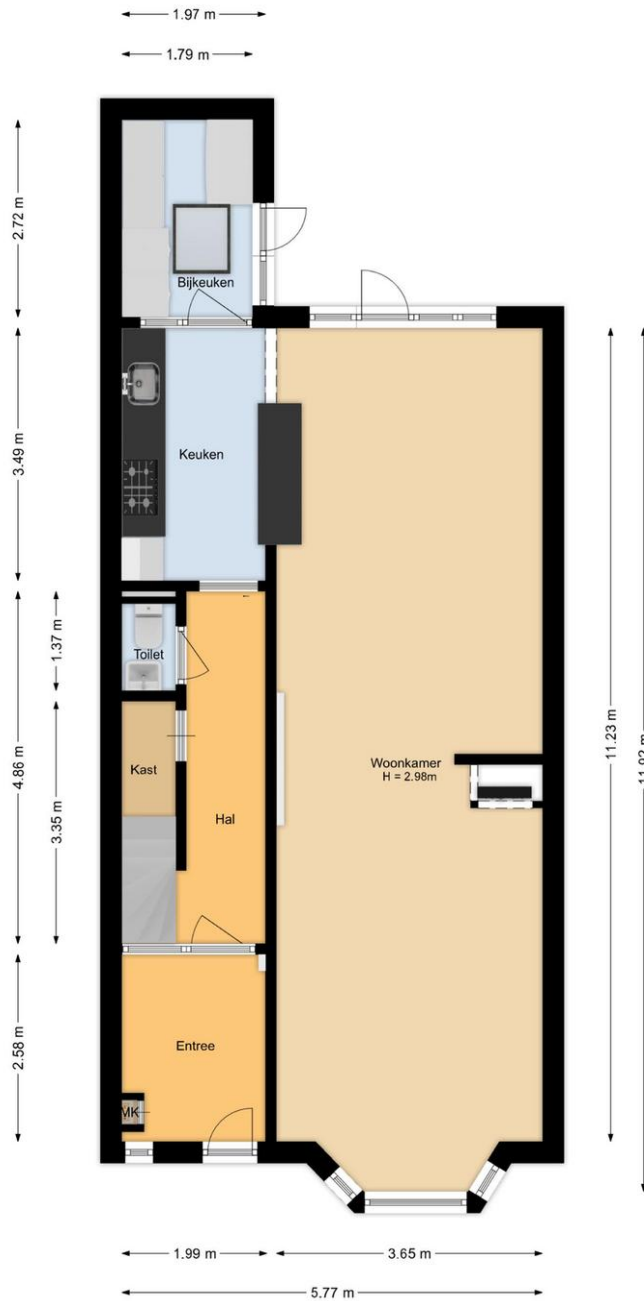 1.97 m
1.79 m
2.72 m
Bijkeuken
3.49 m
Keuken
1.37 m
Toilet
4.86 m
3.35 m
Kast
Hal
Woonkamer
H = 2.98m
11.23 m
2.58 m
Entree
MK
1.99 m
3.65 m
5.77 m